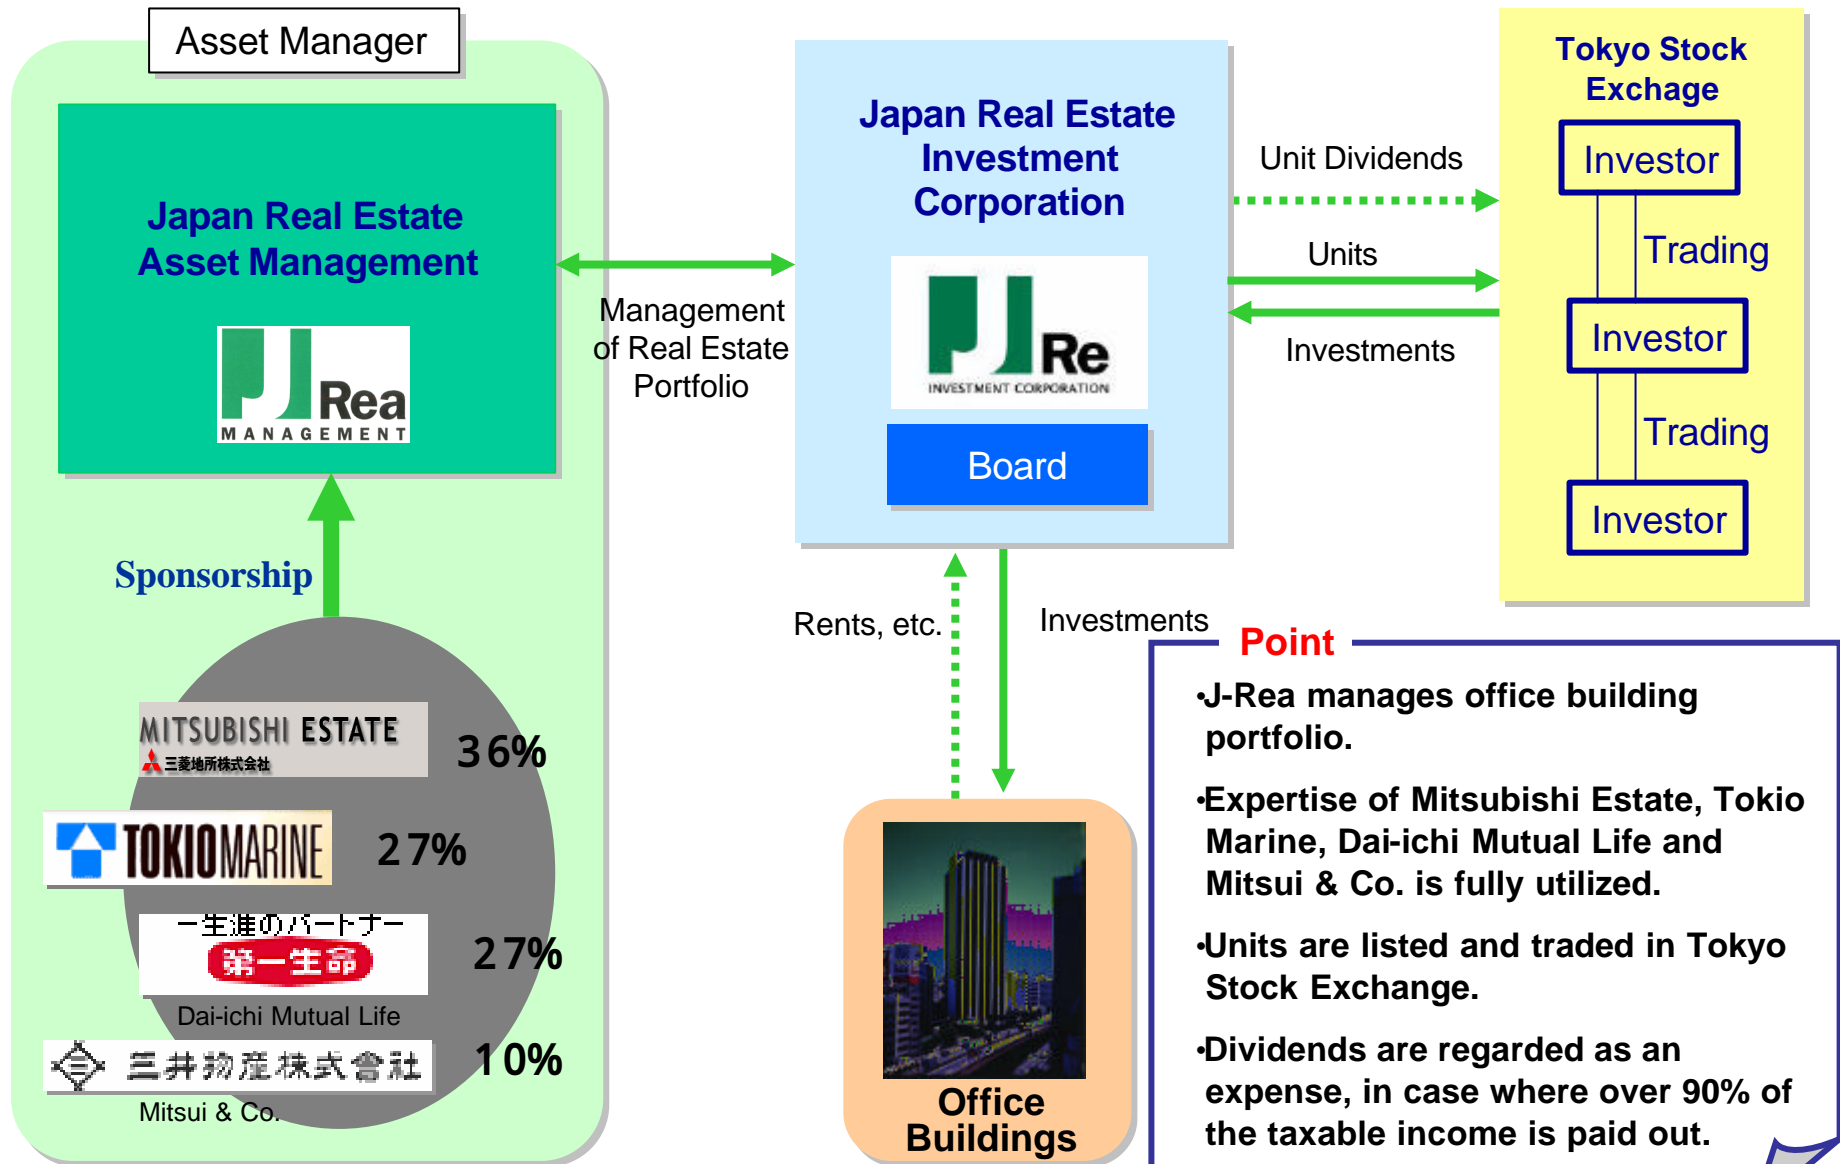 Asset Manager
Japan Real Estate
Asset Management
J Rea
MANAGEMENT
Sponsorship
MITSUBISHI ESTATE
三菱地所株式会社
36%
TOKIO MARINE
27%
一生涯のパートナー
第一生命
27%
Dai-ichi Mutual Life
三井物産株式會社
10%
Mitsui & Co.
Management
of Real Estate
Portfolio
Japan Real Estate
Investment
Corporation
J Re
INVESTMENT CORPORATION
Board
Rents, etc.
Investments
Office
Buildings
Unit Dividends
Units
Investments
Tokyo Stock
Exchage
Investor
Trading
Investor
Trading
Investor
Point
•J-Rea manages office building
portfolio.
•Expertise of Mitsubishi Estate, Tokio
Marine, Dai-ichi Mutual Life and
Mitsui & Co. is fully utilized.
•Units are listed and traded in Tokyo
Stock Exchange.
•Dividends are regarded as an
expense, in case where over 90% of
the taxable income is paid out.